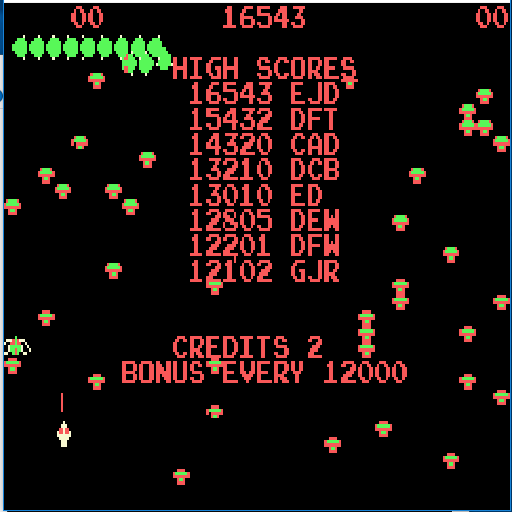 00 16543 00
HIGH SCORES
16543 EJD
15432 DFT
14320 CAD
13210 DCB
13010 ED
12805 DEW
12201 DFW
12102 GJR
CREDITS 2
BONUS EVERY 12000